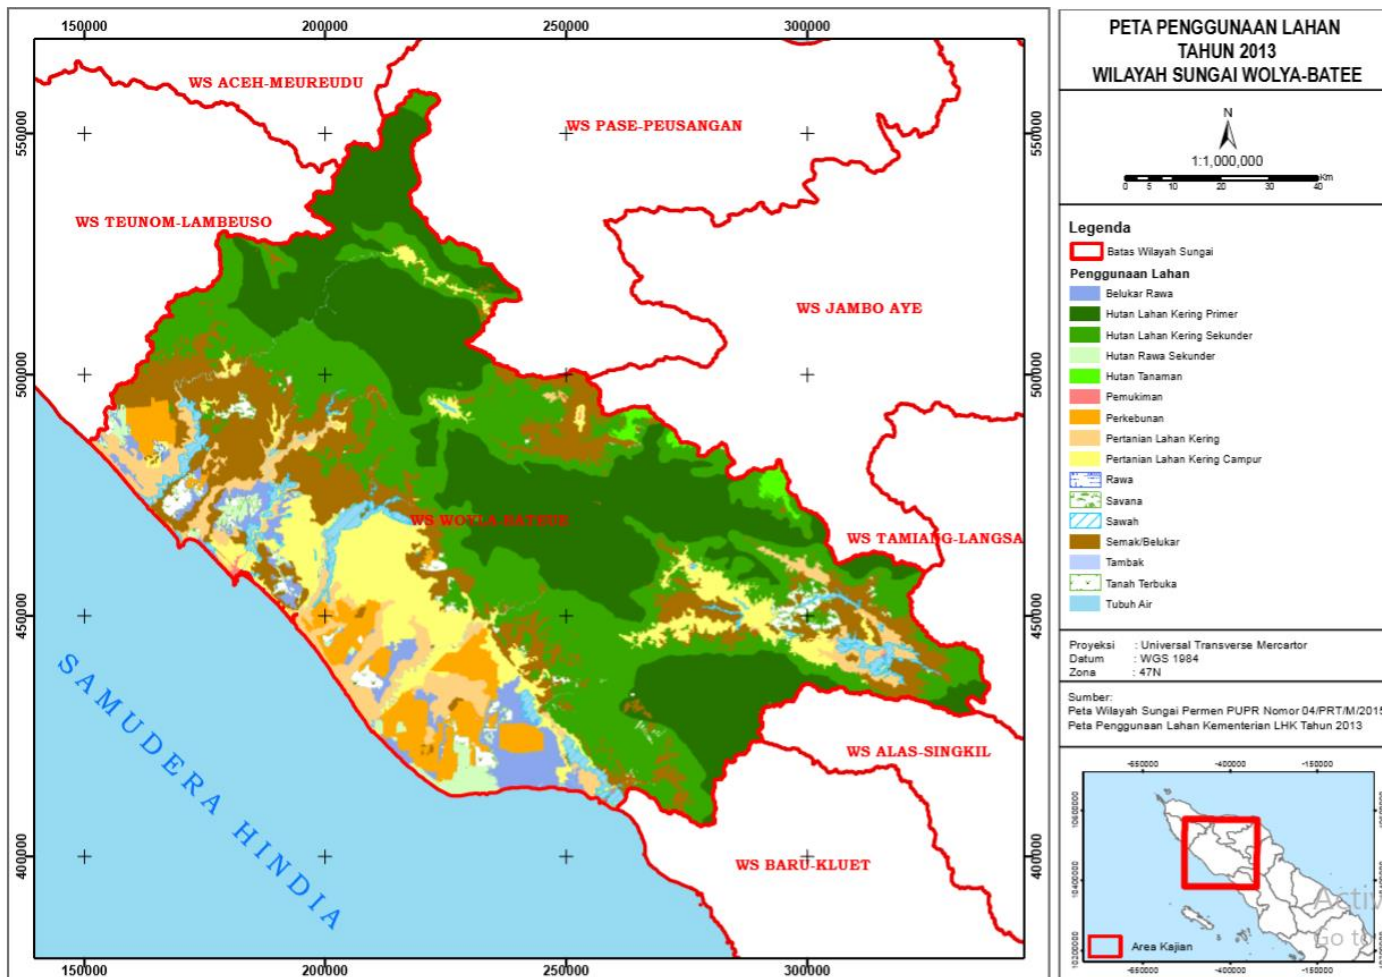 150000 200000 250000 300000
550000
500000
450000
400000
WS ACEH-MEUREUDU
WS PASE-PEUSANGAN
WS TEUNOM-LAMBEUSO
WS JAMBO AYE
WS TAMIANG-LANGSA
WS ALAS-SINGKIL
WS BARU-KLUET
SAMUDERA HINDIA
550000
500000
450000
400000
150000 200000 250000 300000
PETA PENGGUNAAN LAHAN
TAHUN 2013
WILAYAH SUNGAI WOLYA-BATEE
N
1:1,000,000
0 5 10 20 30 40 Km
Legenda
Batas Wilayah Sungai
Penggunaan Lahan
Belukar Rawa
Hutan Lahan Kering Primer
Hutan Lahan Kering Sekunder
Hutan Rawa Sekunder
Hutan Tanaman
Pemukiman
Perkebunan
Pertanian Lahan Kering
Pertanian Lahan Kering Campur
Rawa
Savana
Sawah
Semak/Belukar
Tambak
Tanah Terbuka
Tubuh Air
Proyeksi : Universal Transverse Mercartor
Datum : WGS 1984
Zona : 47N
Sumber:
Peta Wilayah Sungai Permen PUPR Nomor 04/PRT/M/2015
Peta Penggunaan Lahan Kementerian LHK Tahun 2013
-400000 -150000
Area Kajian
-400000 -150000
Activ
Go to